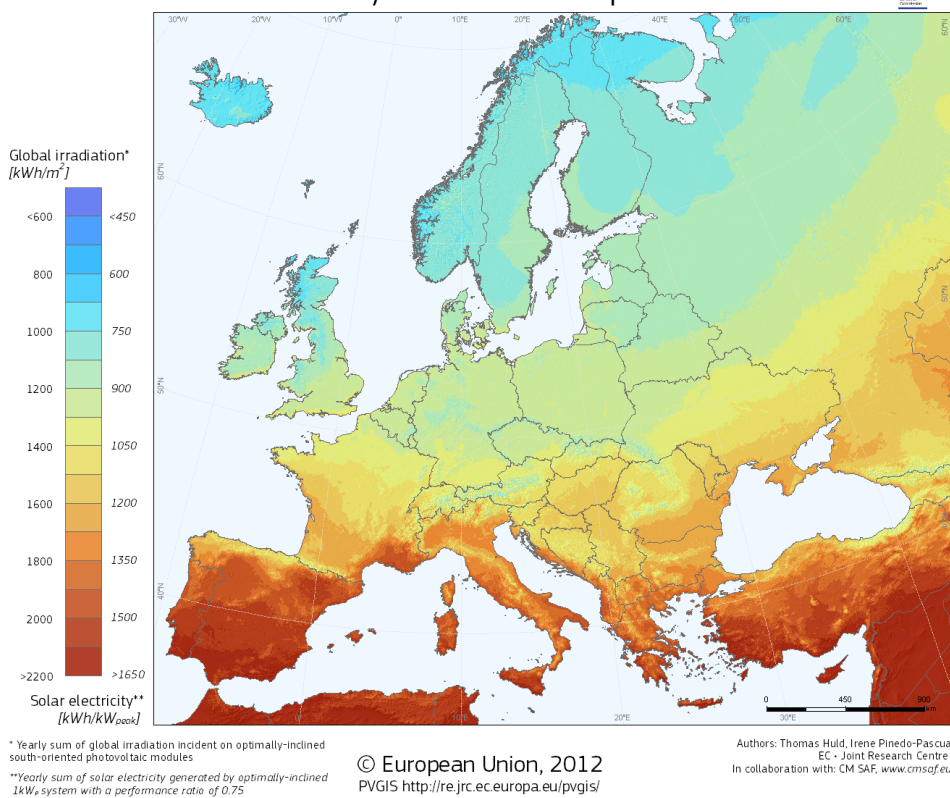 30°W 20°W 10°W 0° 10°E 20°E 30°E 40°E 50°E 60°E
60°N
60°N
Global irradiation*
[kWh/m²]
<600 <450
800 600
1000 750
1200 900
1400 1050
1600 1200
1800 1350
2000 1500
>2200 >1650
Solar electricity**
[kWh/kWpeak]
50°N
50°N
40°N
0 450 900
km
0° 10°E 20°E 30°E
* Yearly sum of global irradiation incident on optimally-inclined
south-oriented photovoltaic modules
**Yearly sum of solar electricity generated by optimally-inclined
1kWp system with a performance ratio of 0.75
© European Union, 2012
PVGIS http://re.jrc.ec.europa.eu/pvgis/
Authors: Thomas Huld, Irene Pinedo-Pascua
EC • Joint Research Centre
In collaboration with: CM SAF, www.cmsaf.eu